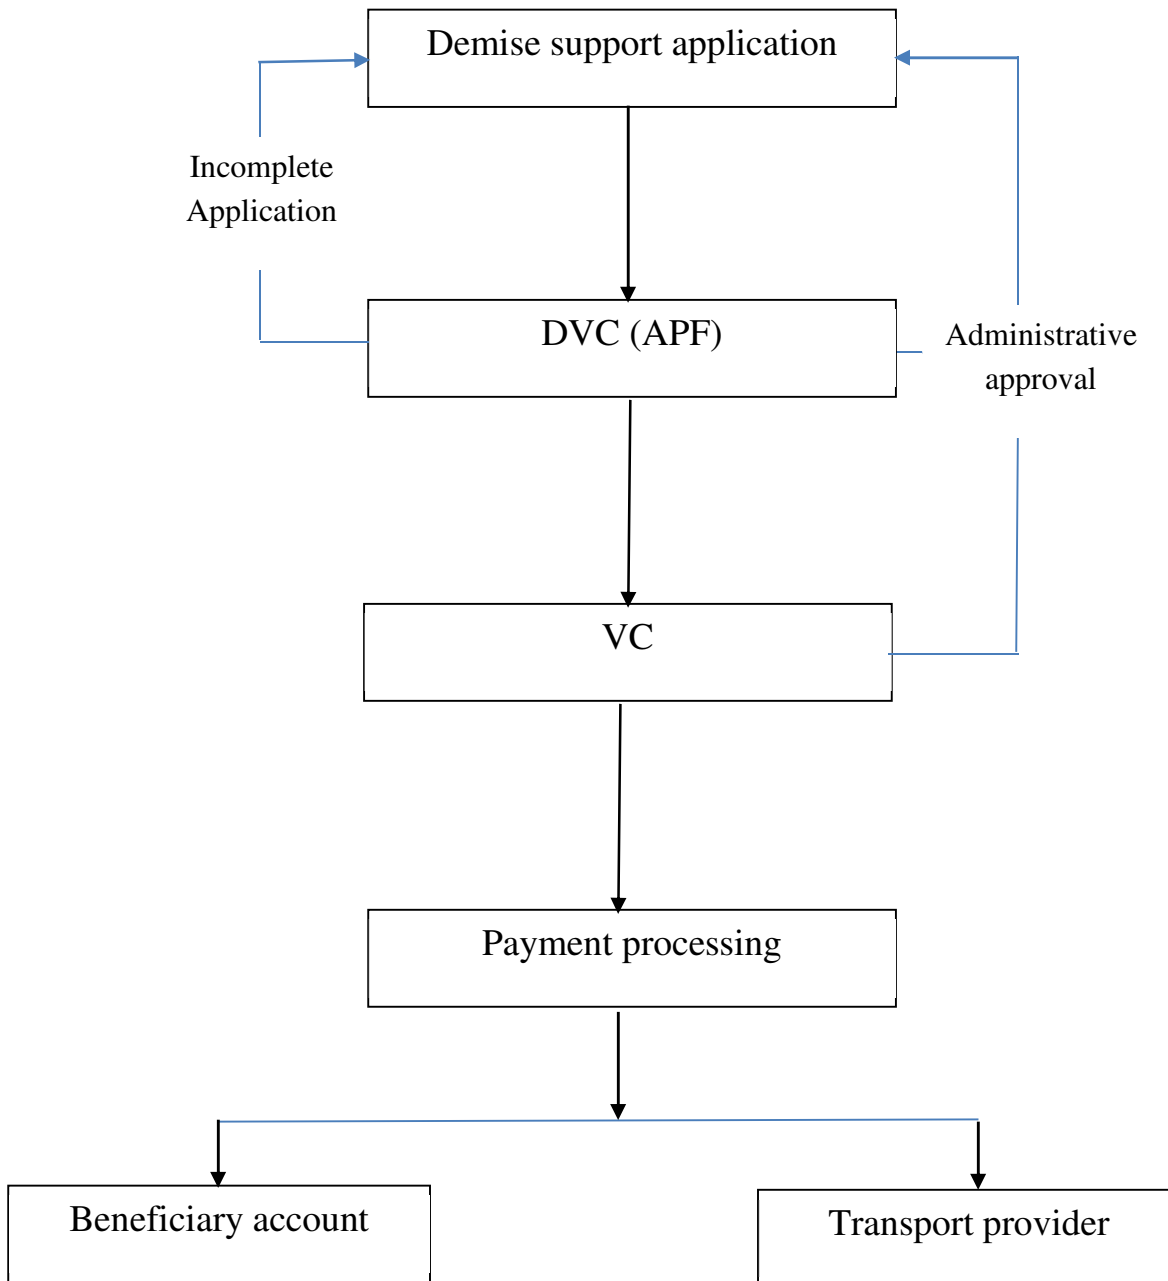 Demise support application
Incomplete
Application
DVC (APF)
Administrative
approval
VC
Payment processing
Beneficiary account
Transport provider